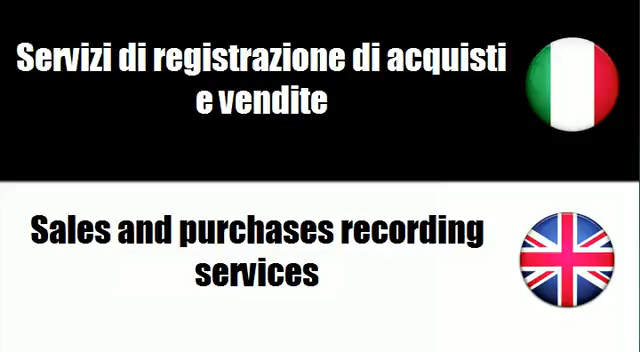 Servizi di registrazione di acquisti
e vendite
Sales and purchases recording
services